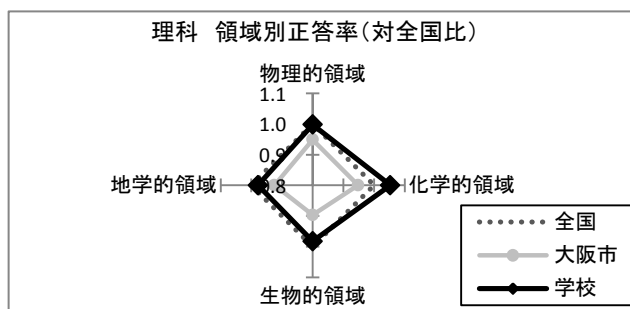 理科　領域別正答率(対全国比)
物理的領域
1.1
1.0
0.9
0.8
地学的領域
化学的領域
生物的領域
全国
大阪市
学校